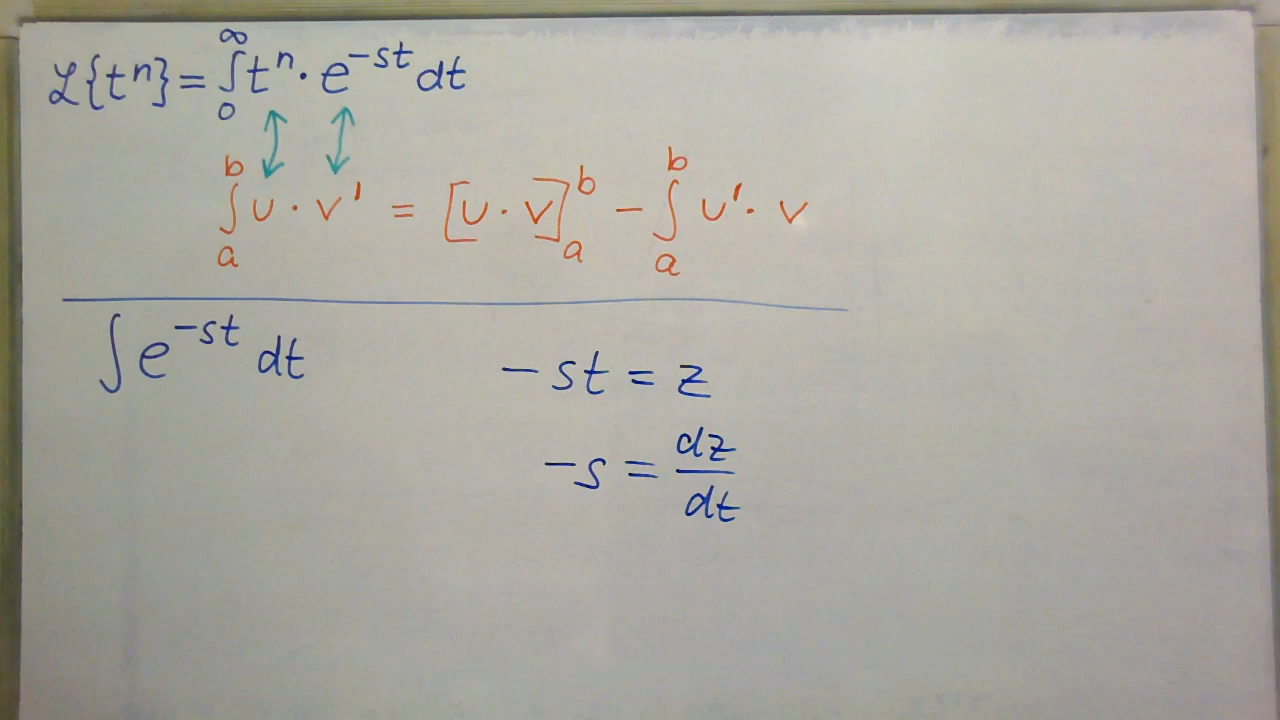 ℒ{tⁿ} = ∫₀^∞ tⁿ · e^{-st} dt
∫ₐᵇ u · v' = [u · v]ₐᵇ - ∫ₐᵇ u' · v
∫ e^{-st} dt
-st = z
-s = dz/dt